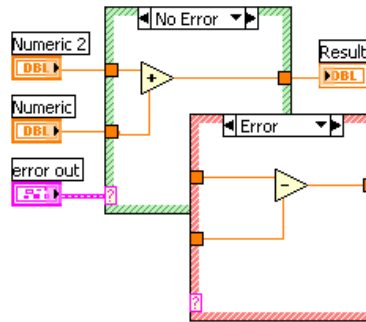 No Error
Numeric 2
DBL
Result
DBL
Numeric
DBL
Error
error out
?
?